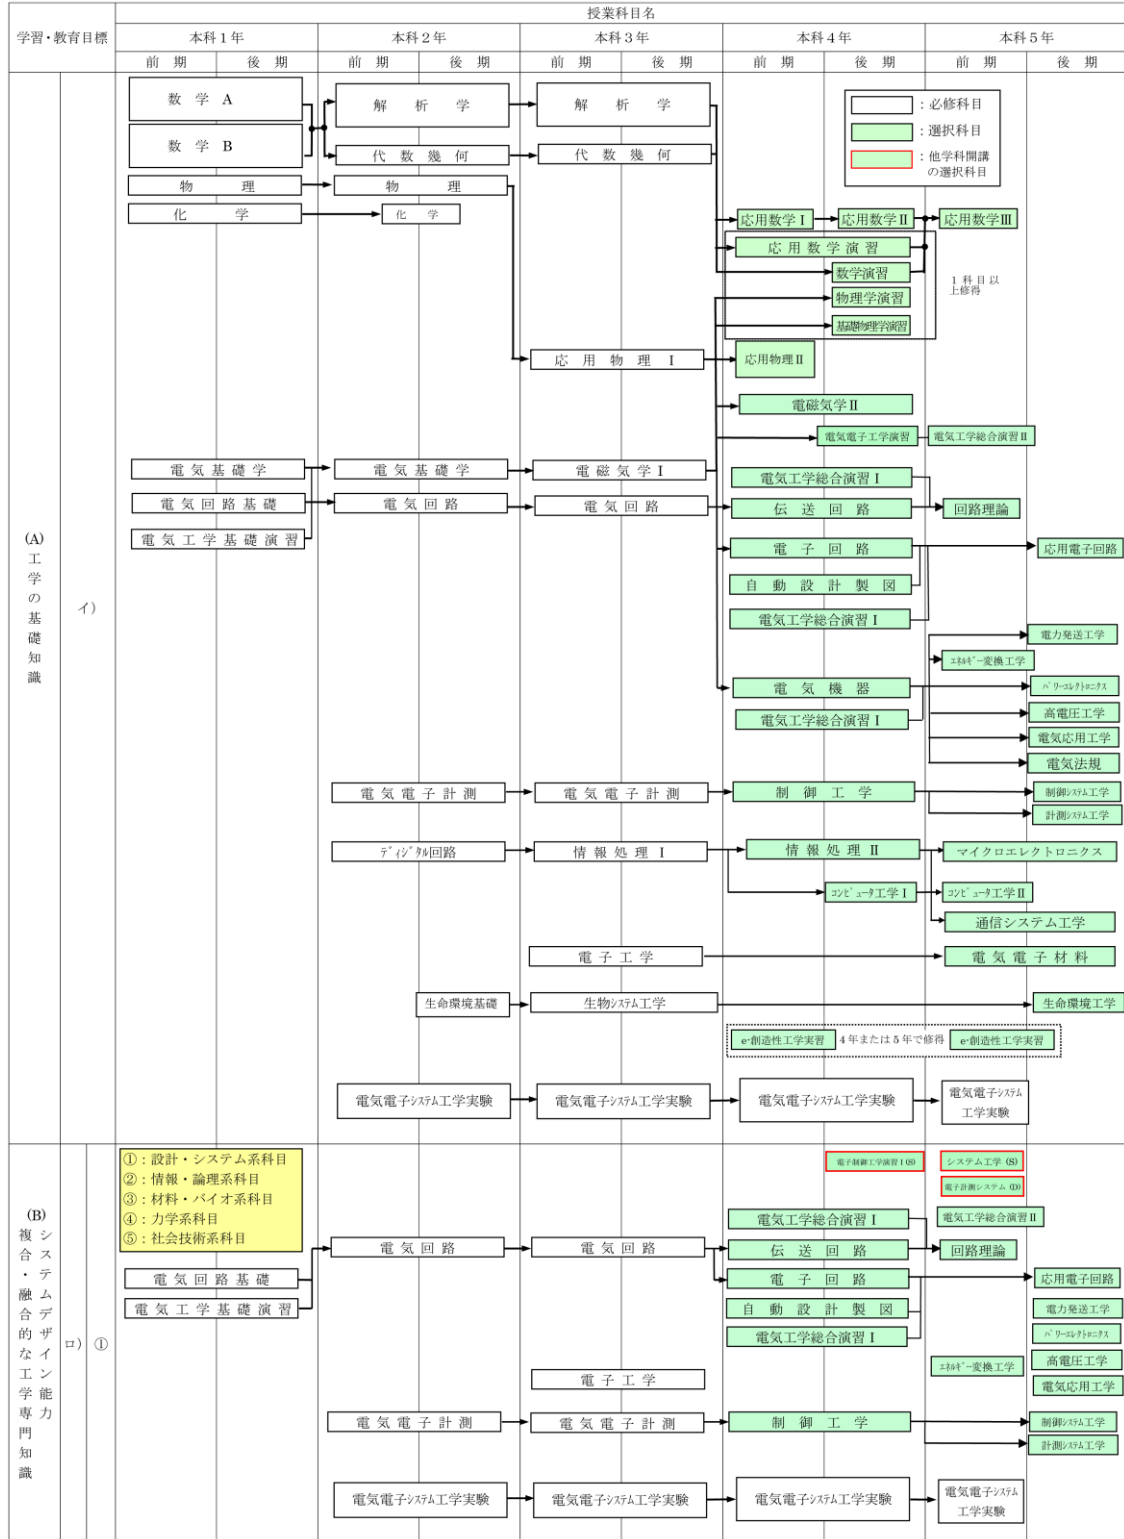 授業科目名
学習・教育目標
本科１年 本科２年 本科３年 本科４年 本科５年
前期 後期 前期 後期 前期 後期 前期 後期 前期 後期
：必修科目
：選択科目
：他学科開講
の選択科目
(A)
工学の基礎知識
イ)
数学 A 解析学 解析学
数学 B
代数幾何 代数幾何
物理 物理
化学 化学
応用数学Ⅰ 応用数学Ⅱ 応用数学Ⅲ
応用数学演習
数学演習
１科目以
上修得
物理学演習
基礎物理学演習
応用物理Ⅰ 応用物理Ⅱ
電磁気学Ⅱ
電気電子工学演習 電気工学総合演習Ⅱ
電気基礎学 電気基礎学 電磁気学Ⅰ
電気工学総合演習Ⅰ
電気回路基礎 電気回路 電気回路 伝送回路 回路理論
電気工学基礎演習
電子回路 応用電子回路
自動設計製図
電気工学総合演習Ⅰ
電力発送工学
ｴﾈﾙｷﾞｰ変換工学
電気機器 ﾊﾟﾜｰｴﾚｸﾄﾛﾆｸｽ
電気工学総合演習Ⅰ
高電圧工学
電気応用工学
電気法規
電気電子計測 電気電子計測 制御工学 制御ｼｽﾃﾑ工学
計測ｼｽﾃﾑ工学
ﾃﾞｨｼﾞﾀﾙ回路 情報処理Ⅰ 情報処理Ⅱ マイクロエレクトロニクス
ｺﾝﾋﾟｭｰﾀ工学Ⅰ ｺﾝﾋﾟｭｰﾀ工学Ⅱ
通信システム工学
電子工学 電気電子材料
生命環境基礎 生物ｼｽﾃﾑ工学 生命環境工学
e-創造性工学実習 ４年または５年で修得 e-創造性工学実習
電気電子ｼｽﾃﾑ工学実験 電気電子ｼｽﾃﾑ工学実験 電気電子ｼｽﾃﾑ工学実験 電気電子ｼｽﾃﾑ
工学実験
(B)
システムデザイン能力
複合・融合的な工学専門知識
ロ)
①
①：設計・システム系科目
②：情報・論理系科目
③：材料・バイオ系科目
④：力学系科目
⑤：社会技術系科目
電子制御工学演習Ⅰ(S) システム工学 (S)
電子計測システム (D)
電気工学総合演習Ⅰ 電気工学総合演習Ⅱ
電気回路 電気回路 伝送回路 回路理論
電気回路基礎 電子回路 応用電子回路
電気工学基礎演習 自動設計製図 電力発送工学
電気工学総合演習Ⅰ ﾊﾟﾜｰｴﾚｸﾄﾛﾆｸｽ
ｴﾈﾙｷﾞｰ変換工学 高電圧工学
電子工学 電気応用工学
電気電子計測 電気電子計測 制御工学 制御ｼｽﾃﾑ工学
計測ｼｽﾃﾑ工学
電気電子ｼｽﾃﾑ工学実験 電気電子ｼｽﾃﾑ工学実験 電気電子ｼｽﾃﾑ工学実験 電気電子ｼｽﾃﾑ
工学実験